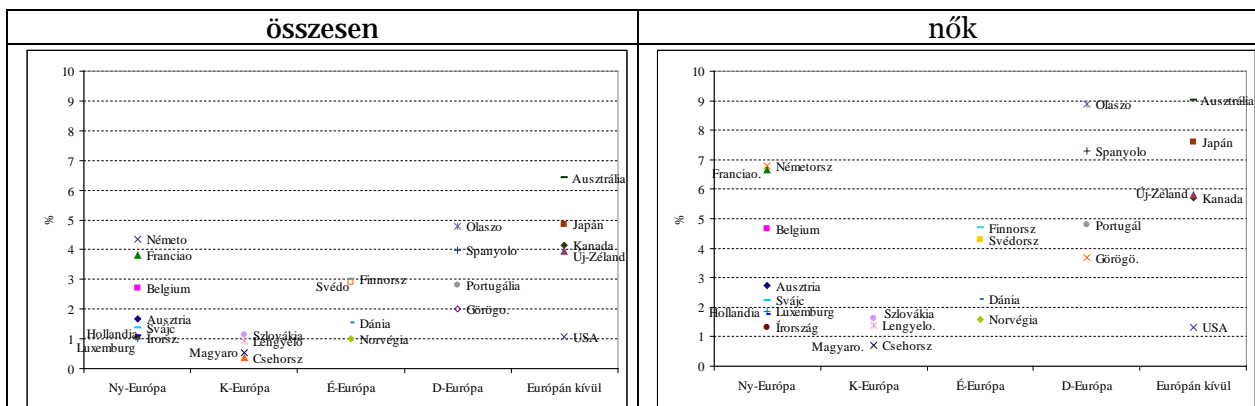 összesen
nők
%
10
9
8
7
6
5
4
3
2
1
0
Németo
Franciao
Belgium
Ausztria
Svájc
Hollandia
Írorsz.
Luxemburg
Szlovákia
Lengyelo
Magyaro
Csehorsz
Finnorsz
Svédo
Dánia
Norvégia
Olaszo
Spanyolo
Portugália
Görögo.
Ausztrália
Japán
Kanada
Új-Zéland
USA
Ny-Európa K-Európa É-Európa D-Európa Európán kívül
%
10
9
8
7
6
5
4
3
2
1
0
Németorsz
Franciao.
Belgium
Ausztria
Svájc
Hollandia
Luxemburg
Írország
Szlovákia
Lengyelo.
Magyaro.
Csehorsz
Finnorsz
Svédorsz
Dánia
Norvégia
Olaszo
Spanyolo
Portugál
Görögö.
Ausztrália
Japán
Új-Zéland
Kanada
USA
Ny-Európa K-Európa É-Európa D-Európa Európán kívül